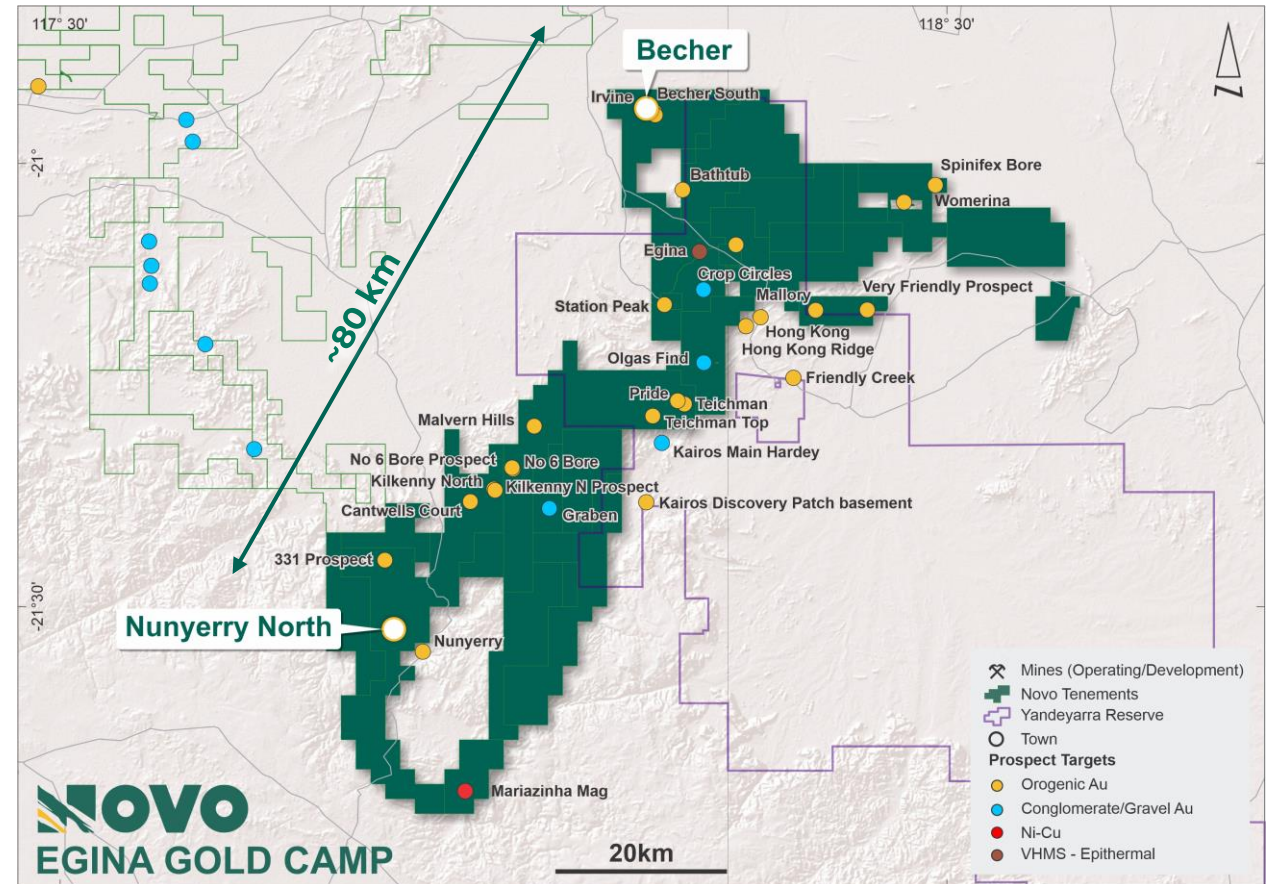 117° 30'
118° 30'
-21°
-21°30'
N
Becher
Irvine
Becher South
Bathtub
Spinifex Bore
Womerina
Egina
Crop Circles
Very Friendly Prospect
Station Peak
Mallory
Hong Kong
Hong Kong Ridge
Olgas Find
Friendly Creek
Pride
Teichman
Teichman Top
Malvern Hills
Kairos Main Hardey
No 6 Bore Prospect
No 6 Bore
Kilkenny North
Kilkenny N Prospect
Cantwells Court
Graben
Kairos Discovery Patch basement
331 Prospect
Nunyerry North
Nunyerry
Mariazinha Mag
~80 km
20km
NOVO
EGINA GOLD CAMP
Mines (Operating/Development)
Novo Tenements
Yandeyarra Reserve
Town
Prospect Targets
Orogenic Au
Conglomerate/Gravel Au
Ni-Cu
VHMS - Epithermal